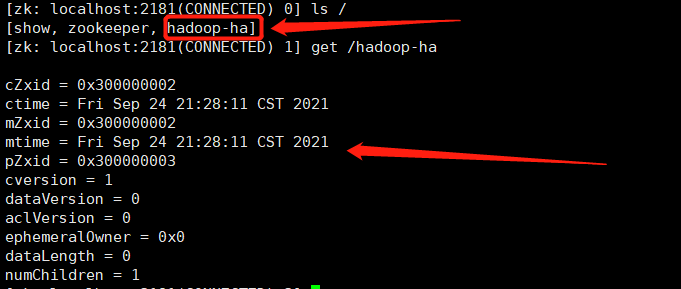 [zk: localhost:2181(CONNECTED) 0] ls /
[show, zookeeper, hadoop-ha]
[zk: localhost:2181(CONNECTED) 1] get /hadoop-ha
cZxid = 0x300000002
ctime = Fri Sep 24 21:28:11 CST 2021
mZxid = 0x300000002
mtime = Fri Sep 24 21:28:11 CST 2021
pZxid = 0x300000003
cversion = 1
dataVersion = 0
aclVersion = 0
ephemeralOwner = 0x0
dataLength = 0
numChildren = 1